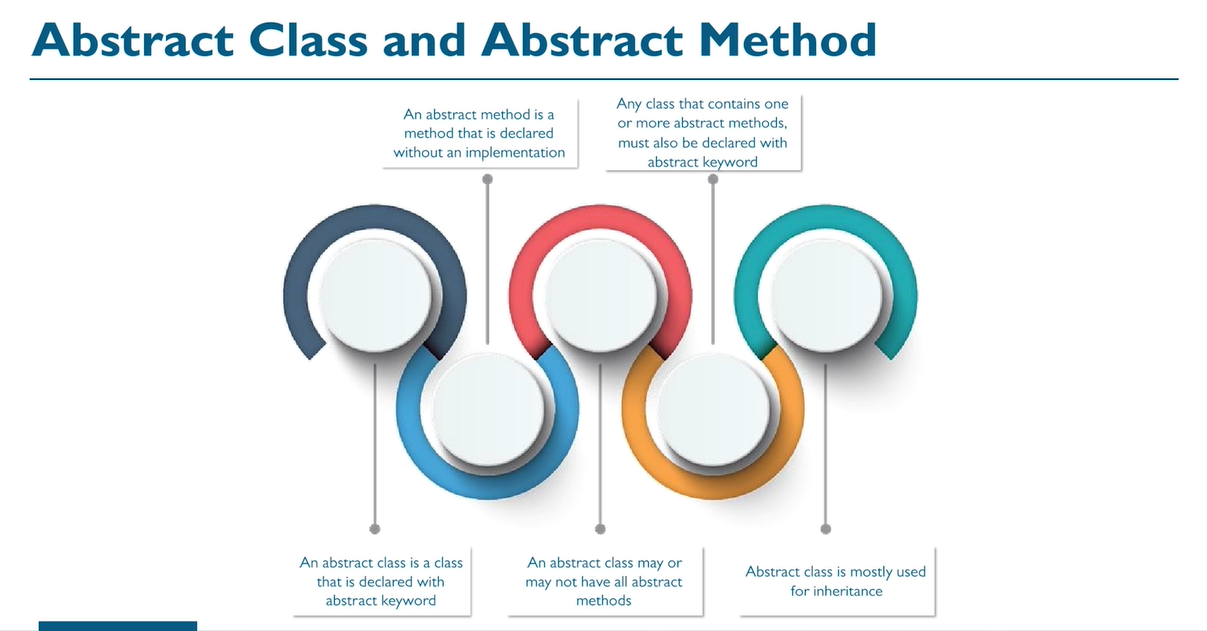 Abstract Class and Abstract Method
An abstract method is a
method that is declared
without an implementation
Any class that contains one
or more abstract methods,
must also be declared with
abstract keyword
An abstract class is a class
that is declared with
abstract keyword
An abstract class may or
may not have all abstract
methods
Abstract class is mostly used
for inheritance